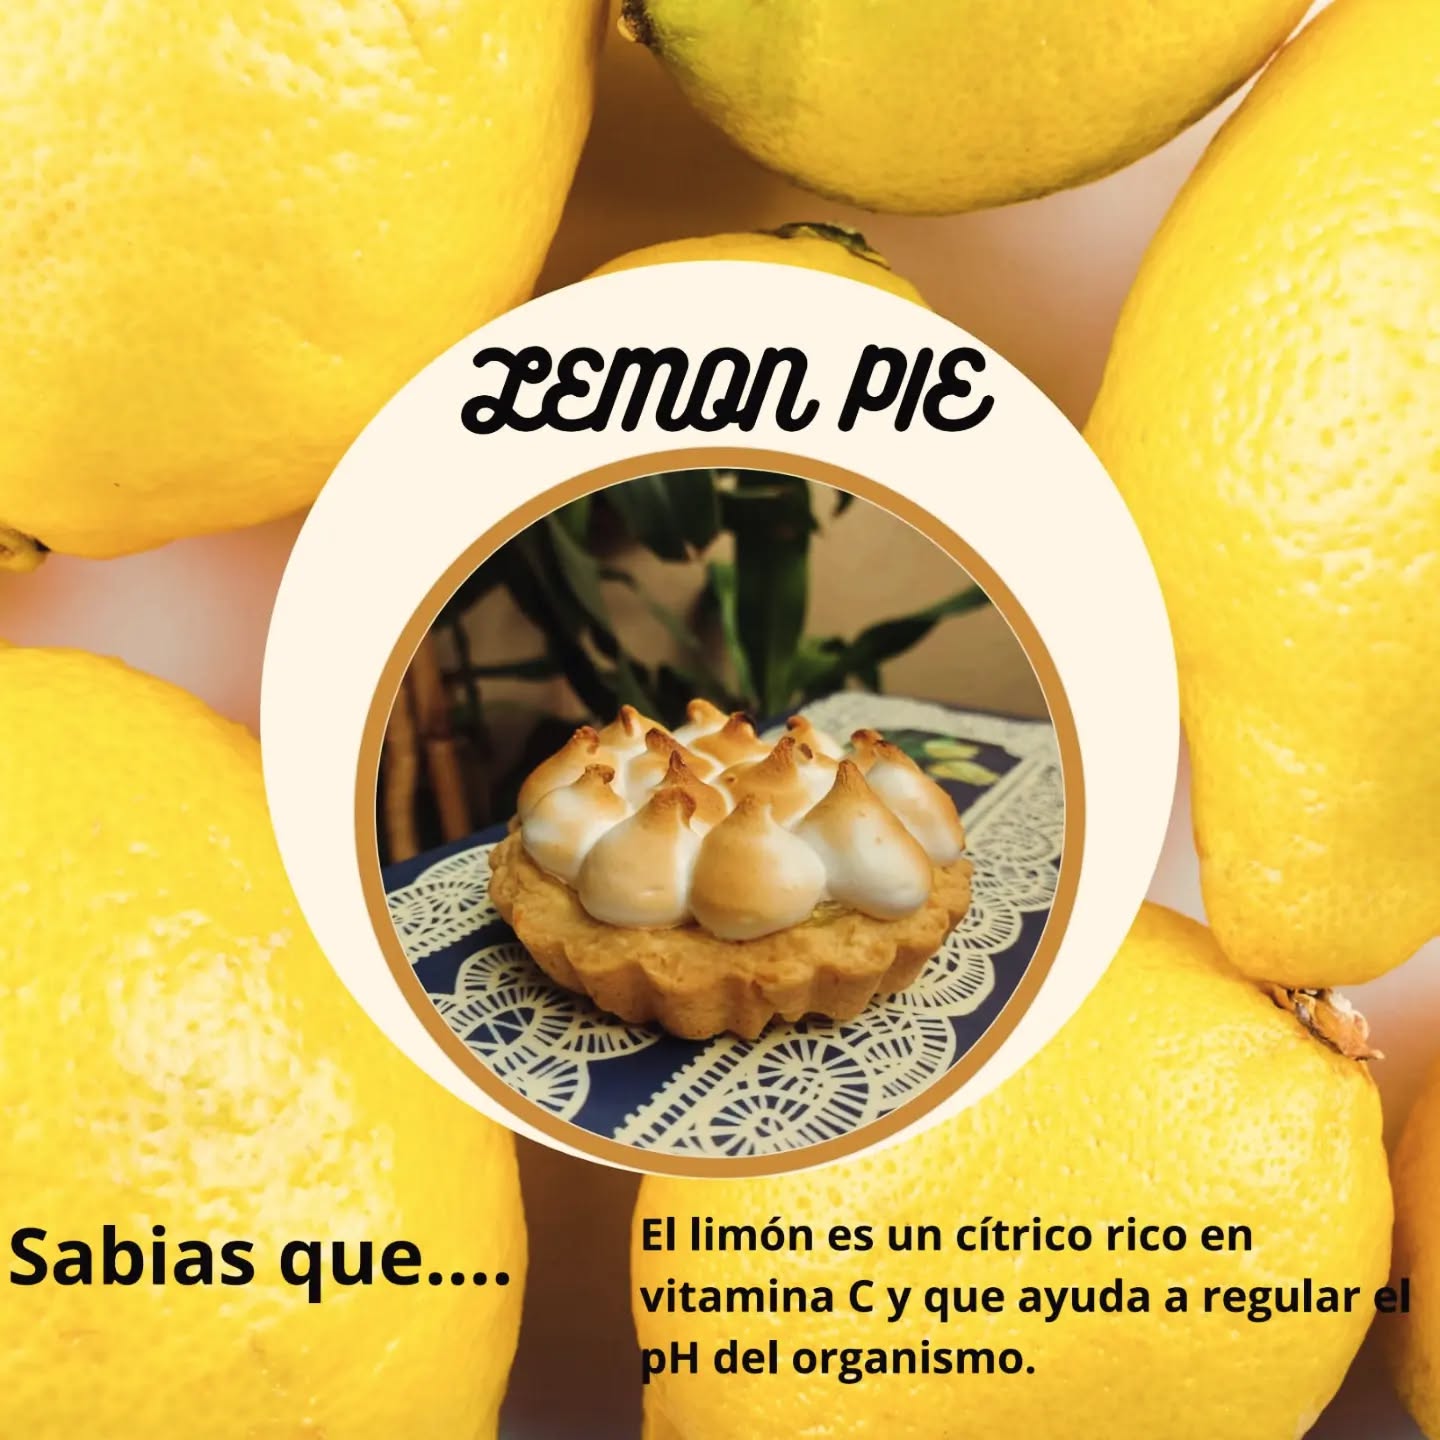 LEMON PIE
Sabias que....
El limón es un cítrico rico en
vitamina C y que ayuda a regular el
pH del organismo.